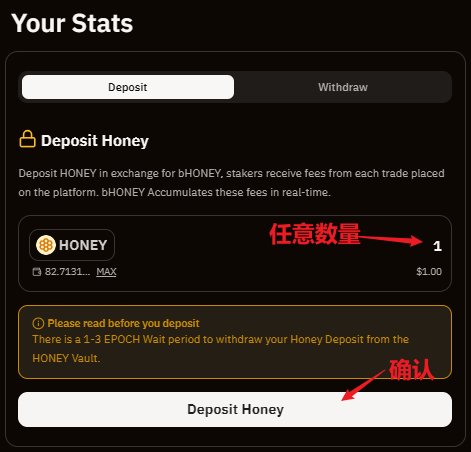 Your Stats
Deposit
Withdraw
Deposit Honey
Deposit HONEY in exchange for bHONEY, stakers receive fees from each trade placed
on the platform. bHONEY Accumulates these fees in real-time.
任意数量
HONEY
1
82.7131... MAX
$1.00
Please read before you deposit
There is a 1-3 EPOCH Wait period to withdraw your Honey Deposit from the
HONEY Vault.
确认
Deposit Honey